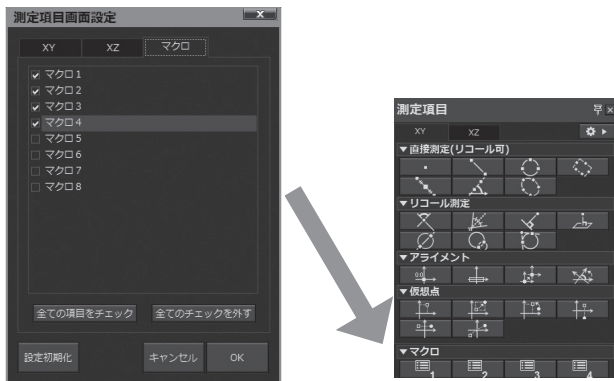 測定項目画面設定
XY XZ マクロ
マクロ1
マクロ2
マクロ3
マクロ4
マクロ5
マクロ6
マクロ7
マクロ8
全ての項目をチェック 全てのチェックを外す
設定初期化 キャンセル OK
測定項目
XY XZ
▼直接測定(リコール可)
▼リコール測定
▼アライメント
▼仮想点
▼マクロ
1 2 3 4